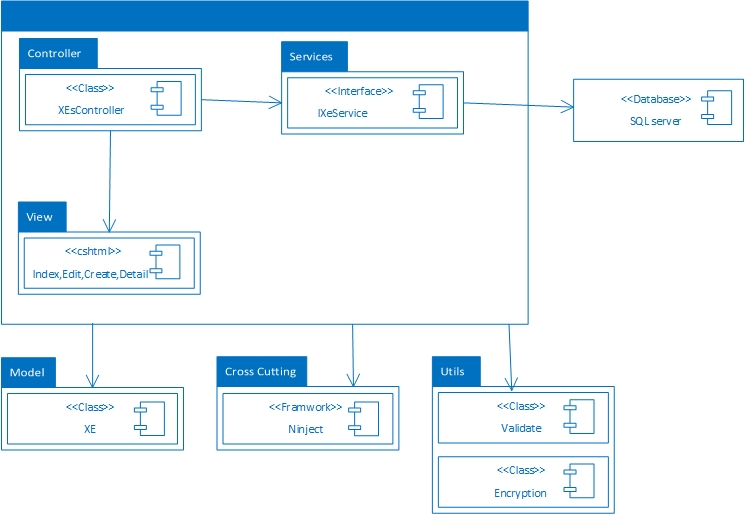 Controller
<<Class>>
XEsController
Services
<<Interface>>
IXeService
<<Database>>
SQL server
View
<<cshtml>>
Index,Edit,Create,Detail
Model
<<Class>>
XE
Cross Cutting
<<Framwork>>
Ninject
Utils
<<Class>>
Validate
<<Class>>
Encryption